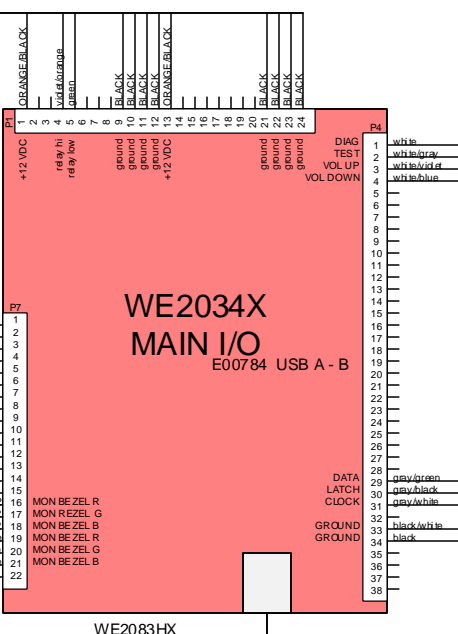 ORANGE/BLACK
violet/orange
green
BLACK
BLACK
BLACK
BLACK
ORANGE/BLACK
BLACK
BLACK
BLACK
BLACK
P1
1 2 3 4 5 6 7 8 9 10 11 12 13 14 15 16 17 18 19 20 21 22 23 24
+12 VDC
relay hi
relay low
ground
ground
ground
ground
+12 VDC
ground
ground
ground
ground
P4
DIAG 1 white
TEST 2 white/gray
VOL UP 3 white/violet
VOL DOWN 4 white/blue
5
6
7
8
9
10
11
12
13
14
15
16
17
18
19
20
21
22
23
24
25
26
27
28
DATA 29 gray/green
LATCH 30 gray/black
CLOCK 31 gray/white
32
GROUND 33 black/white
GROUND 34 black
35
36
37
38
WE2034X
MAIN I/O
E00784 USB A - B
P7
1
2
3
4
5
6
7
8
9
10
11
12
13
14
15
16 MON BEZEL R
17 MON REZEL G
18 MON BEZEL B
19 MON BEZEL R
20 MON BEZEL G
21 MON BEZEL B
22
WE2083HX